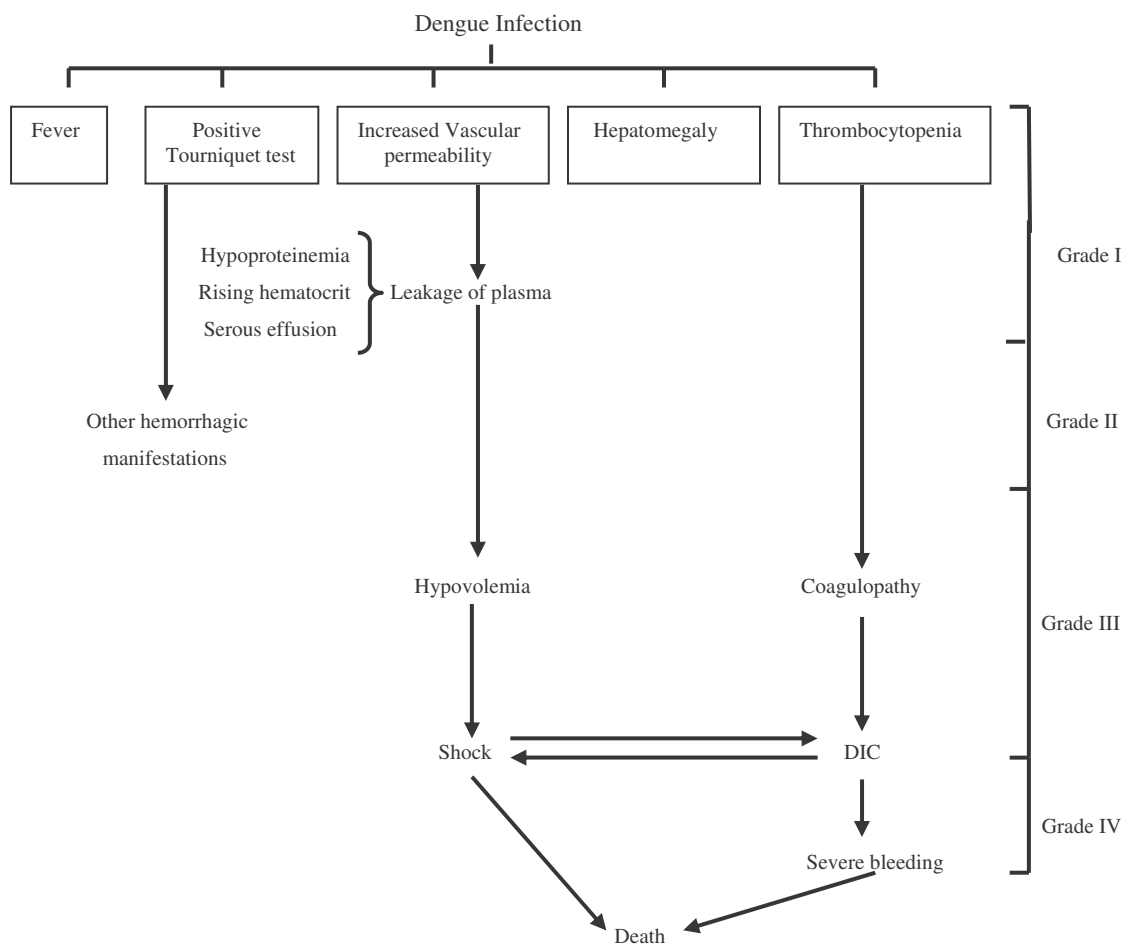 Dengue Infection
Fever
Positive
Tourniquet test
Increased Vascular
permeability
Hepatomegaly
Thrombocytopenia
Hypoproteinemia
Rising hematocrit
Serous effusion
Leakage of plasma
Grade I
Other hemorrhagic
manifestations
Grade II
Hypovolemia
Coagulopathy
Grade III
Shock
DIC
Grade IV
Severe bleeding
Death